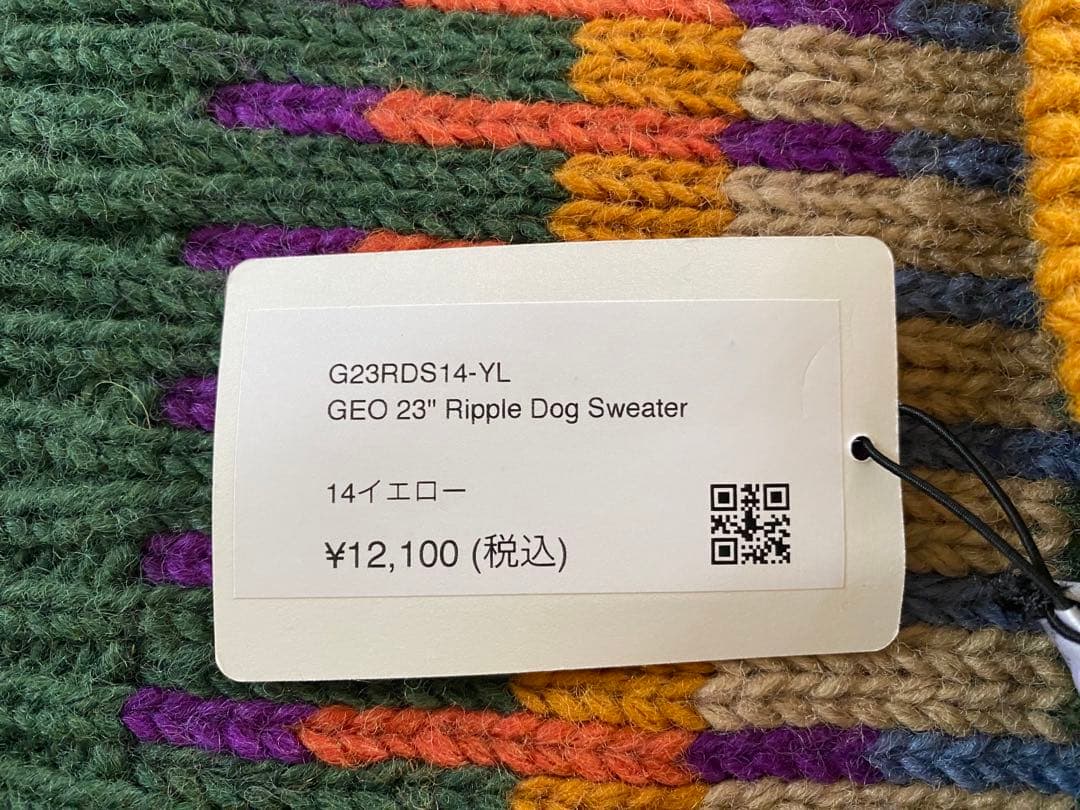 G23RDS14-YL
GEO 23" Ripple Dog Sweater
14イエロー
¥12,100 (税込)